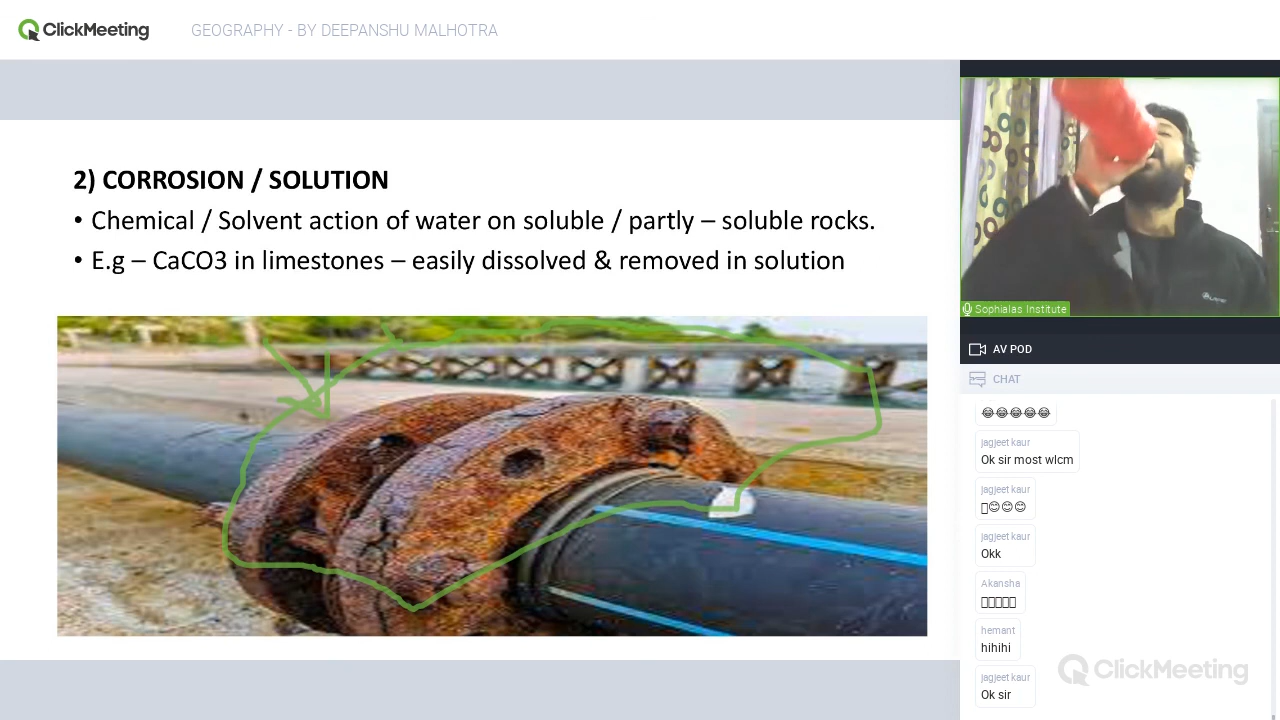 ClickMeeting
GEOGRAPHY - BY DEEPANSHU MALHOTRA
2) CORROSION / SOLUTION
• Chemical / Solvent action of water on soluble / partly – soluble rocks.
• E.g – CaCO3 in limestones – easily dissolved & removed in solution
Sophialas Institute
AV POD
CHAT
😂😂😂😂😂
jagjeet kaur
Ok sir most wlcm
jagjeet kaur
😊😊😊
jagjeet kaur
Okk
Akansha
hemant
hihihi
jagjeet kaur
Ok sir
ClickMeeting